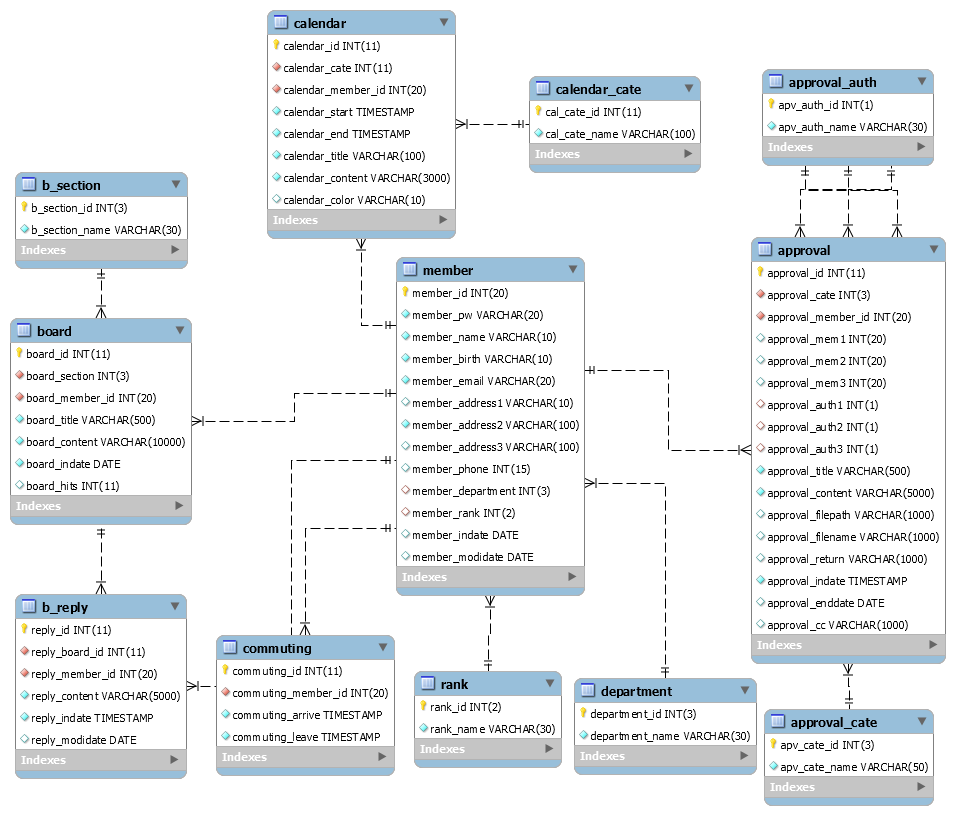 calendar
calendar_id INT(11)
calendar_cate INT(11)
calendar_member_id INT(20)
calendar_start TIMESTAMP
calendar_end TIMESTAMP
calendar_title VARCHAR(100)
calendar_content VARCHAR(3000)
calendar_color VARCHAR(10)
Indexes
calendar_cate
cal_cate_id INT(11)
cal_cate_name VARCHAR(100)
Indexes
approval_auth
apv_auth_id INT(1)
apv_auth_name VARCHAR(30)
Indexes
b_section
b_section_id INT(3)
b_section_name VARCHAR(30)
Indexes
board
board_id INT(11)
board_section INT(3)
board_member_id INT(20)
board_title VARCHAR(500)
board_content VARCHAR(10000)
board_indate DATE
board_hits INT(11)
Indexes
member
member_id INT(20)
member_pw VARCHAR(20)
member_name VARCHAR(10)
member_birth VARCHAR(10)
member_email VARCHAR(20)
member_address1 VARCHAR(10)
member_address2 VARCHAR(100)
member_address3 VARCHAR(100)
member_phone INT(15)
member_department INT(3)
member_rank INT(2)
member_indate DATE
member_modidate DATE
Indexes
approval
approval_id INT(11)
approval_cate INT(3)
approval_member_id INT(20)
approval_mem1 INT(20)
approval_mem2 INT(20)
approval_mem3 INT(20)
approval_auth1 INT(1)
approval_auth2 INT(1)
approval_auth3 INT(1)
approval_title VARCHAR(500)
approval_content VARCHAR(5000)
approval_filepath VARCHAR(1000)
approval_filename VARCHAR(1000)
approval_return VARCHAR(1000)
approval_indate TIMESTAMP
approval_enddate DATE
approval_cc VARCHAR(1000)
Indexes
b_reply
reply_id INT(11)
reply_board_id INT(11)
reply_member_id INT(20)
reply_content VARCHAR(5000)
reply_indate TIMESTAMP
reply_modidate DATE
Indexes
commuting
commuting_id INT(11)
commuting_member_id INT(20)
commuting_arrive TIMESTAMP
commuting_leave TIMESTAMP
Indexes
rank
rank_id INT(2)
rank_name VARCHAR(30)
Indexes
department
department_id INT(3)
department_name VARCHAR(30)
Indexes
approval_cate
apv_cate_id INT(3)
apv_cate_name VARCHAR(50)
Indexes